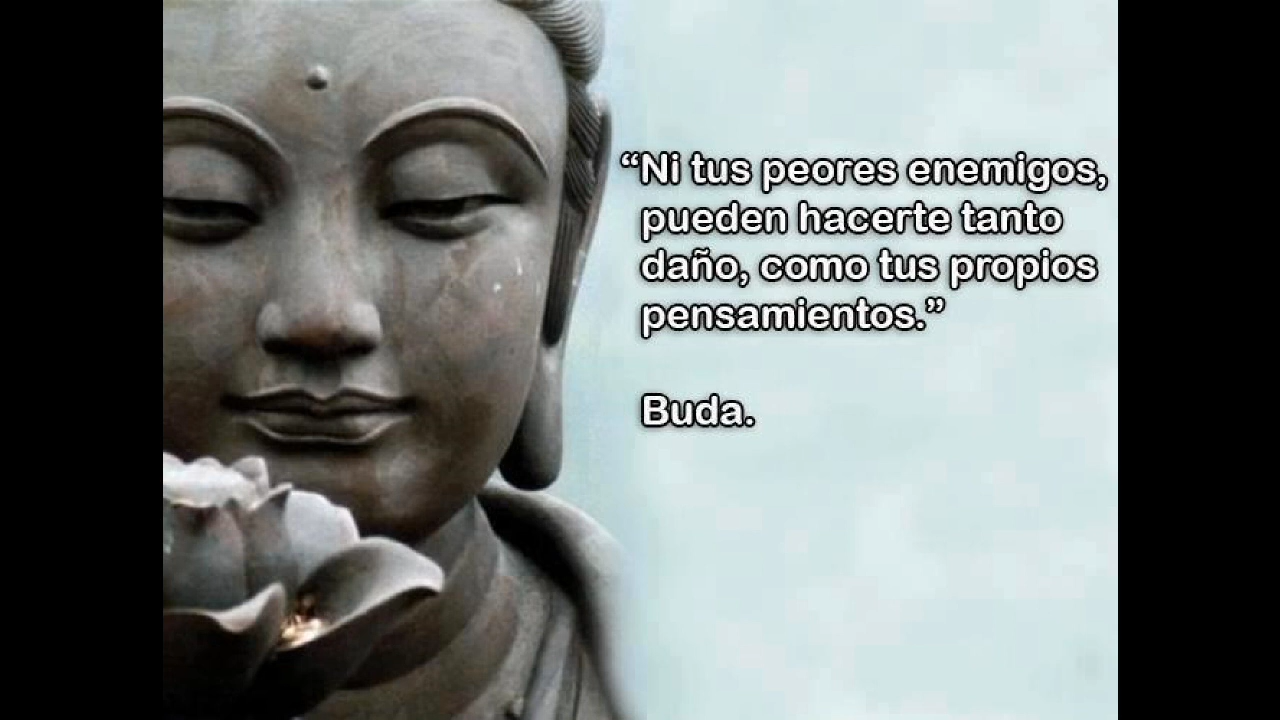 “Ni tus peores enemigos,
pueden hacerte tanto
daño, como tus propios
pensamientos.”
Buda.